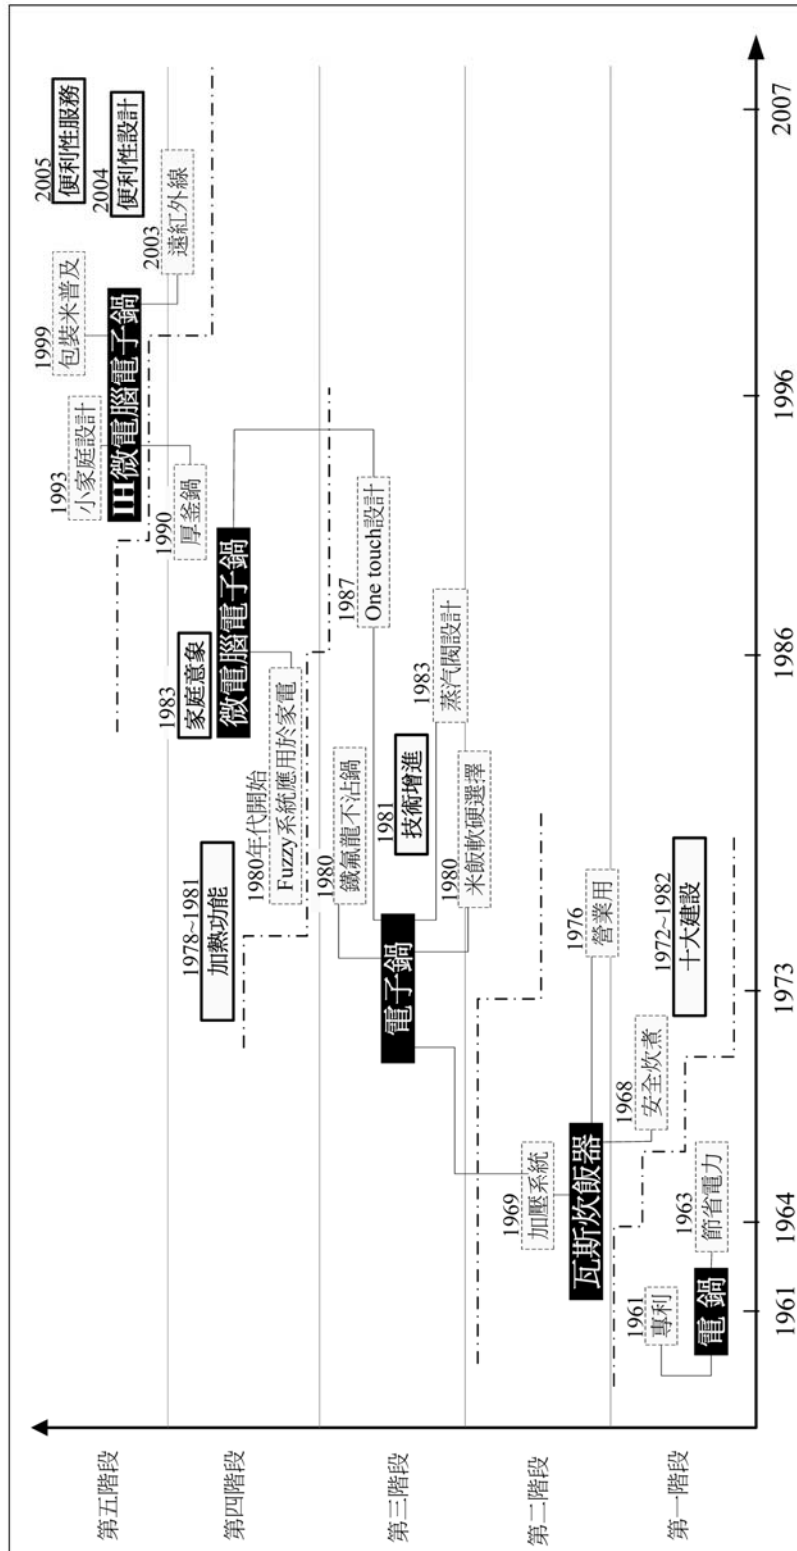 第五階段
1993
小家庭設計
1999
包裝米普及
2005
便利性服務
IH微電腦電子鍋
2004
便利性設計
1990
厚釜鍋
2003
遠紅外線
第四階段
1978~1981
加熱功能
1983
家庭意象
微電腦電子鍋
1980年代開始
Fuzzy系統應用於家電
第三階段
1980
鐵氟龍不沾鍋
1987
One touch設計
電子鍋
1981
技術增進
1980
米飯軟硬選擇
1983
蒸汽閥設計
第二階段
1969
加壓系統
瓦斯炊飯器
1976
營業用
第一階段
1961
專利
1968
安全炊煮
1972~1982
十大建設
電鍋
1963
節省電力
1961
1964
1973
1986
1996
2007